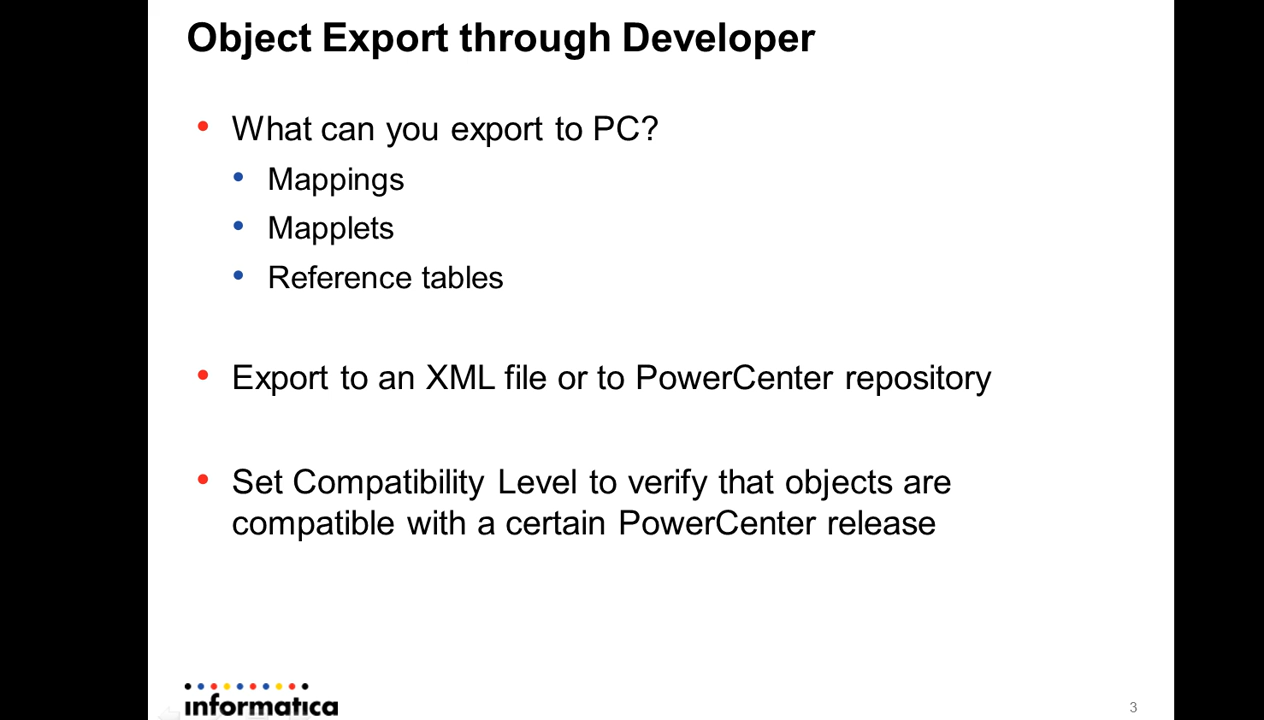 Object Export through Developer
• What can you export to PC?
• Mappings
• Mapplets
• Reference tables
• Export to an XML file or to PowerCenter repository
• Set Compatibility Level to verify that objects are
compatible with a certain PowerCenter release
informatica
3